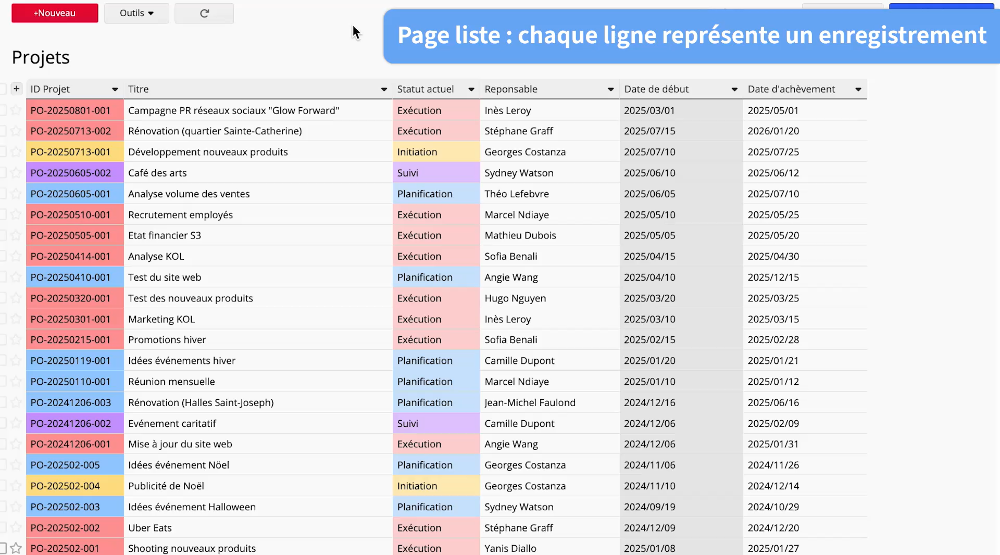 +Nouveau Outils
Page liste : chaque ligne représente un enregistrement
Projets
ID Projet Titre Statut actuel Reponsable Date de début Date d'achèvement
PO-20250801-001 Campagne PR réseaux sociaux "Glow Forward" Exécution Inès Leroy 2025/03/01 2025/05/01
PO-20250713-002 Rénovation (quartier Sainte-Catherine) Exécution Stéphane Graff 2025/07/15 2026/01/20
PO-20250713-001 Développement nouveaux produits Initiation Georges Costanza 2025/07/10 2025/07/25
PO-20250605-002 Café des arts Suivi Sydney Watson 2025/06/10 2025/06/12
PO-20250605-001 Analyse volume des ventes Planification Théo Lefebvre 2025/06/05 2025/07/10
PO-20250510-001 Recrutement employés Exécution Marcel Ndiaye 2025/05/10 2025/05/25
PO-20250505-001 Etat financier S3 Exécution Mathieu Dubois 2025/05/05 2025/05/20
PO-20250414-001 Analyse KOL Exécution Sofia Benali 2025/04/15 2025/04/30
PO-20250410-001 Test du site web Planification Angie Wang 2025/04/10 2025/12/15
PO-20250320-001 Test des nouveaux produits Exécution Hugo Nguyen 2025/03/20 2025/03/25
PO-20250301-001 Marketing KOL Exécution Inès Leroy 2025/03/10 2025/03/15
PO-20250215-001 Promotions hiver Exécution Sofia Benali 2025/02/15 2025/02/28
PO-20250119-001 Idées événements hiver Planification Camille Dupont 2025/01/20 2025/01/21
PO-20250110-001 Réunion mensuelle Planification Marcel Ndiaye 2025/01/10 2025/01/12
PO-20241206-003 Rénovation (Halles Saint-Joseph) Planification Jean-Michel Faulond 2024/12/16 2025/06/16
PO-20241206-002 Evénement caritatif Suivi Camille Dupont 2024/12/06 2025/02/09
PO-20241206-001 Mise à jour du site web Exécution Angie Wang 2024/12/06 2025/01/31
PO-202502-005 Idées événement Nöel Planification Georges Costanza 2024/11/06 2024/11/26
PO-202502-004 Publicité de Noël Initiation Georges Costanza 2024/11/10 2024/12/14
PO-202502-003 Idées événement Halloween Planification Sydney Watson 2024/09/19 2024/10/29
PO-202502-002 Uber Eats Exécution Stéphane Graff 2024/12/09 2024/12/20
PO-202502-001 Shooting nouveaux produits Exécution Yanis Diallo 2025/01/08 2025/01/27